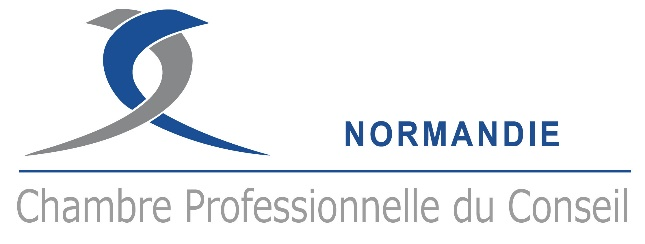 NORMANDIE
Chambre Professionnelle du Conseil